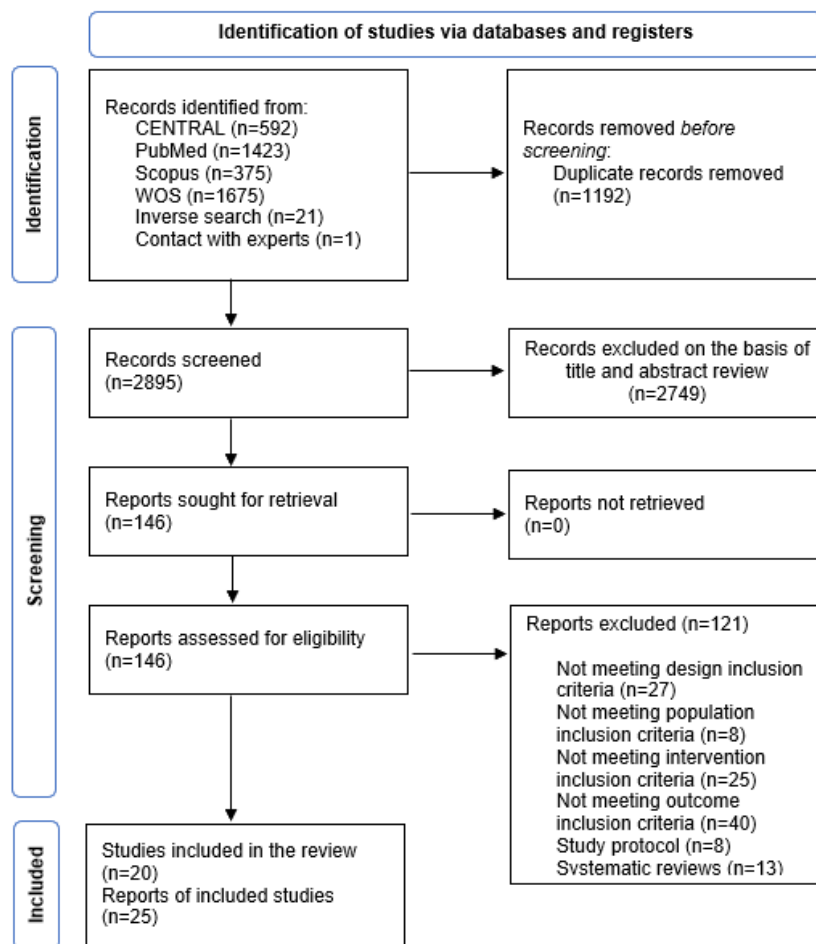 Identification of studies via databases and registers
Identification
Records identified from:
CENTRAL (n=592)
PubMed (n=1423)
Scopus (n=375)
WOS (n=1675)
Inverse search (n=21)
Contact with experts (n=1)
Records removed before
screening:
Duplicate records removed
(n=1192)
Screening
Records screened
(n=2895)
Records excluded on the basis of
title and abstract review
(n=2749)
Reports sought for retrieval
(n=146)
Reports not retrieved
(n=0)
Reports assessed for eligibility
(n=146)
Reports excluded (n=121)
Not meeting design inclusion
criteria (n=27)
Not meeting population
inclusion criteria (n=8)
Not meeting intervention
inclusion criteria (n=25)
Not meeting outcome
inclusion criteria (n=40)
Study protocol (n=8)
Systematic reviews (n=13)
Included
Studies included in the review
(n=20)
Reports of included studies
(n=25)